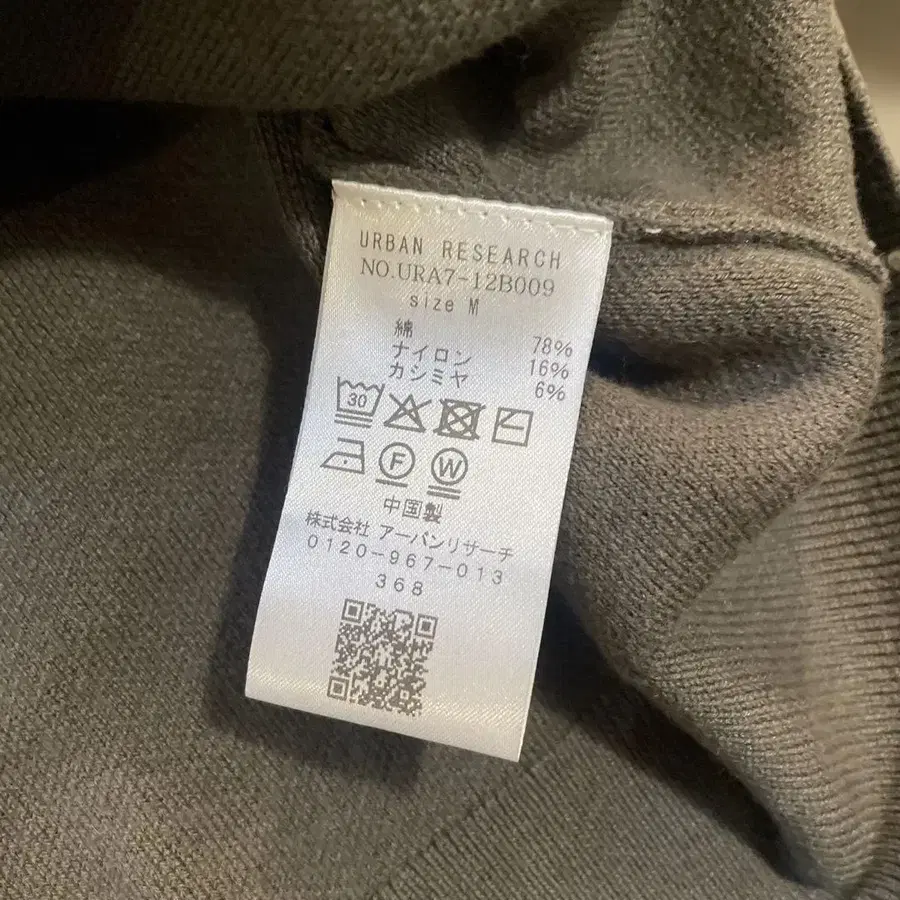 URBAN RESEARCH
NO.URA7-12B009
size M
綿 78%
ナイロン 16%
カシミヤ 6%
30
F W
中国製
株式会社 アーバンリサーチ
0120-967-013
368